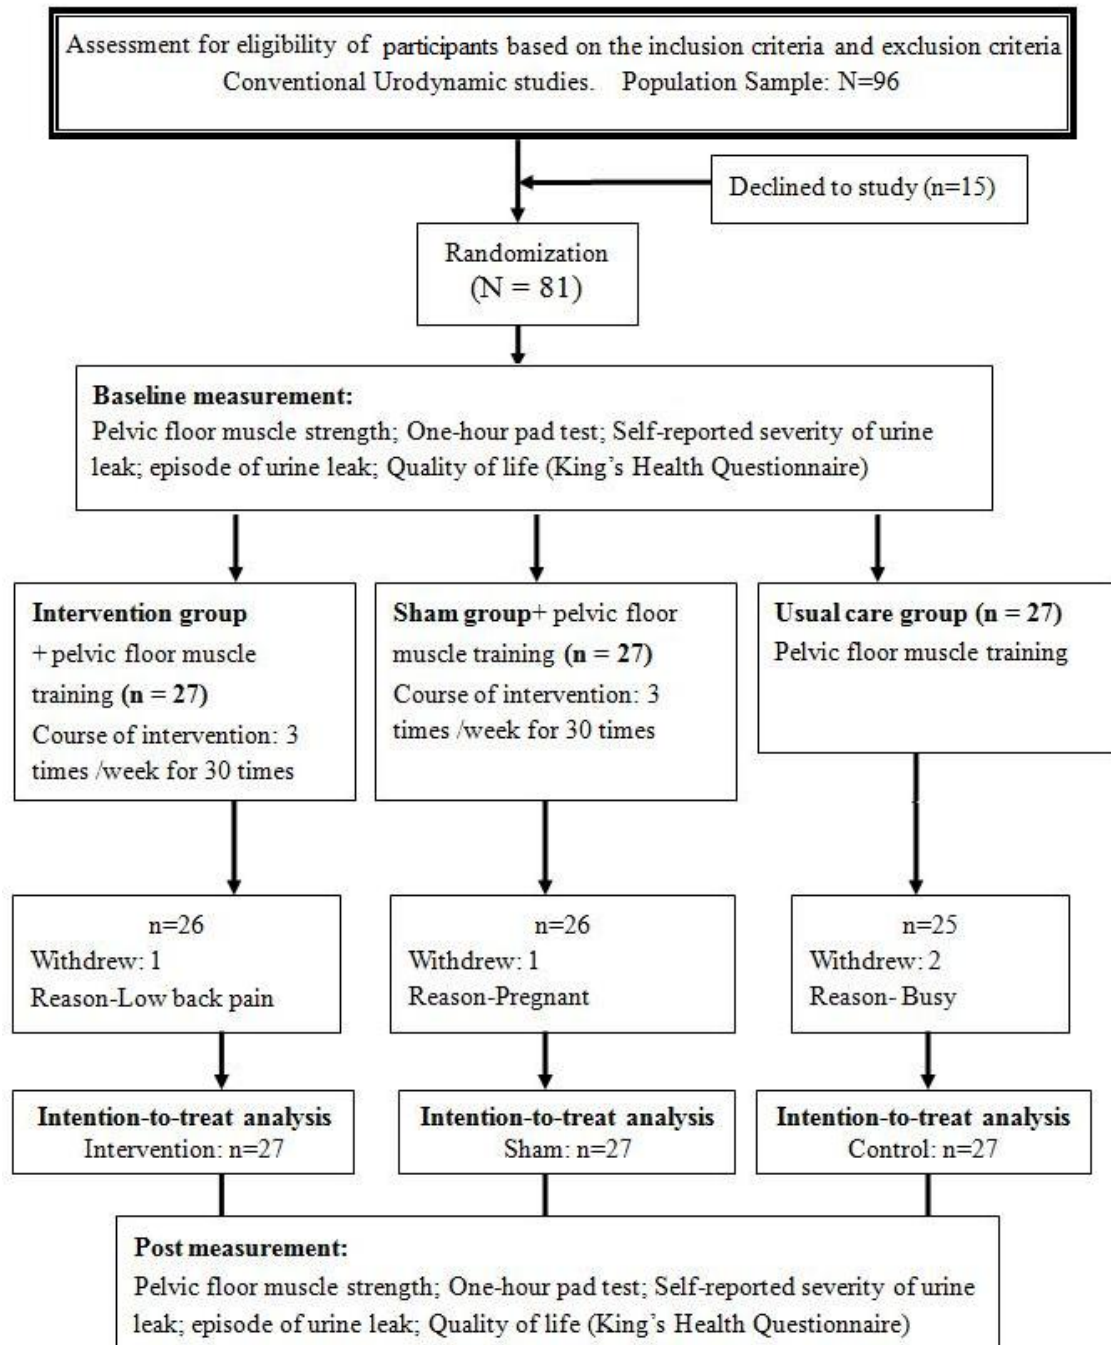 Assessment for eligibility of participants based on the inclusion criteria and exclusion criteria
Conventional Urodynamic studies. Population Sample: N=96
Declined to study (n=15)
Randomization
(N = 81)
Baseline measurement:
Pelvic floor muscle strength; One-hour pad test; Self-reported severity of urine
leak; episode of urine leak; Quality of life (King's Health Questionnaire)
Intervention group
+ pelvic floor muscle
training (n = 27)
Course of intervention: 3
times /week for 30 times
Sham group+ pelvic floor
muscle training (n = 27)
Course of intervention: 3
times /week for 30 times
Usual care group (n = 27)
Pelvic floor muscle training
n=26
Withdrew: 1
Reason-Low back pain
n=26
Withdrew: 1
Reason-Pregnant
n=25
Withdrew: 2
Reason- Busy
Intention-to-treat analysis
Intervention: n=27
Intention-to-treat analysis
Sham: n=27
Intention-to-treat analysis
Control: n=27
Post measurement:
Pelvic floor muscle strength; One-hour pad test; Self-reported severity of urine
leak; episode of urine leak; Quality of life (King's Health Questionnaire)